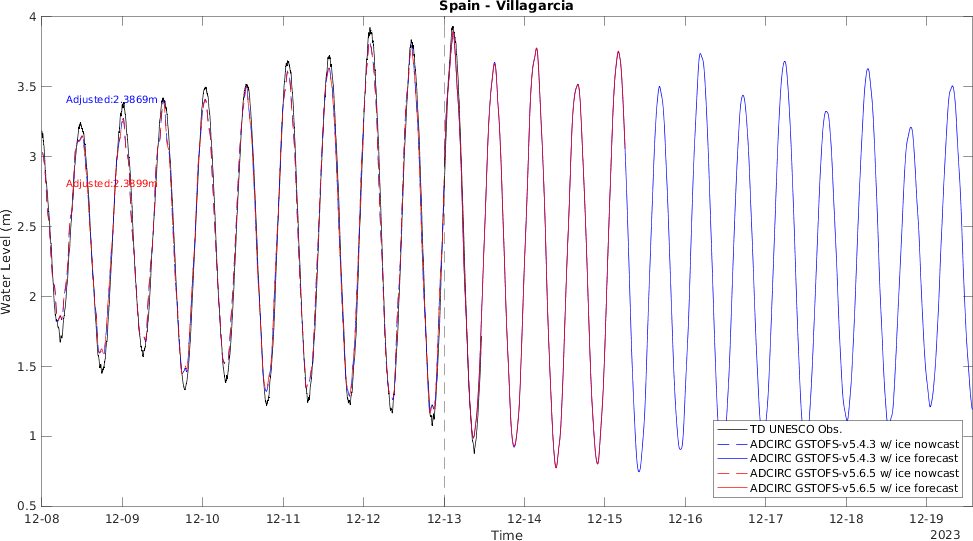 Spain - Villagarcia
4
3.5
3
2.5
2
1.5
1
0.5
Water Level (m)
Adjusted:2.3869m
Adjusted:2.3899m
TD UNESCO Obs.
ADCIRC GSTOFS-v5.4.3 w/ ice nowcast
ADCIRC GSTOFS-v5.4.3 w/ ice forecast
ADCIRC GSTOFS-v5.6.5 w/ ice nowcast
ADCIRC GSTOFS-v5.6.5 w/ ice forecast
12-08 12-09 12-10 12-11 12-12 12-13 12-14 12-15 12-16 12-17 12-18 12-19
Time
2023